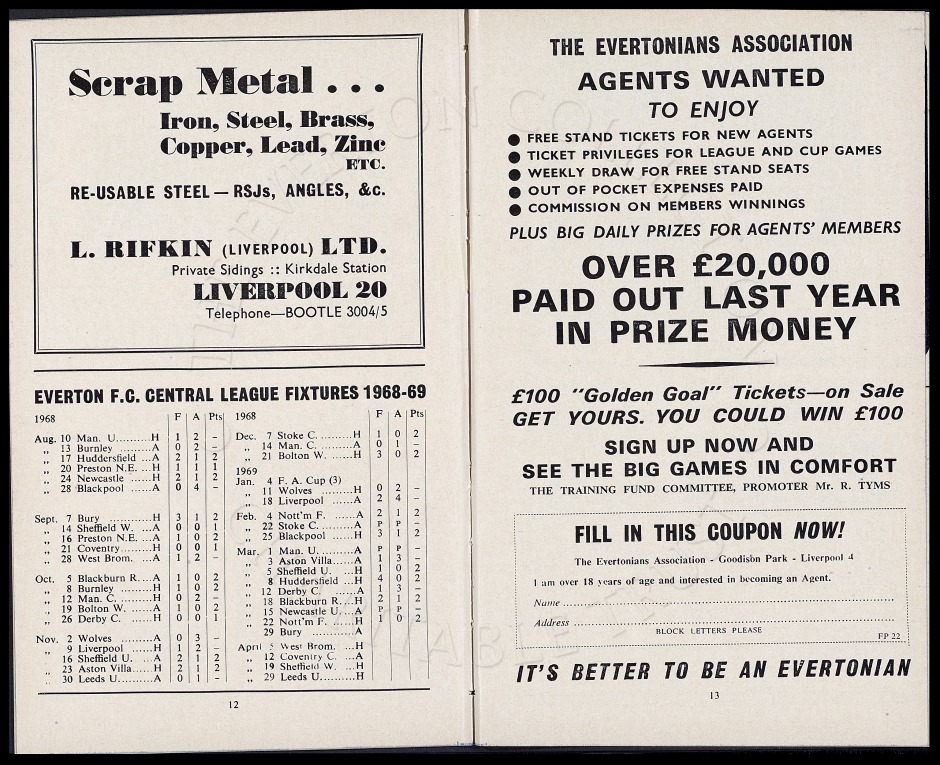 Scrap Metal . . .
Iron, Steel, Brass,
Copper, Lead, Zinc
ETC.
RE-USABLE STEEL — RSJs, ANGLES, &c.
L. RIFKIN (LIVERPOOL) LTD.
Private Sidings :: Kirkdale Station
LIVERPOOL 20
Telephone—BOOTLE 3004/5
EVERTON F.C. CENTRAL LEAGUE FIXTURES 1968-69
1968 F A Pts
Aug. 10 Man. U.........H 1 2 –
,, 13 Burnley ......A 0 2 –
,, 17 Huddersfield ...A 2 1 2
,, 20 Preston N.E. ...H 1 1 1
,, 24 Newcastle ......H 2 1 2
,, 28 Blackpool ......A 0 4 –
Sept. 7 Bury ............H 3 1 2
,, 14 Sheffield W. ...A 0 0 1
,, 16 Preston N.E. ...A 1 0 2
,, 21 Coventry.........H 0 0 1
,, 28 West Brom. ...A 1 2 –
Oct. 5 Blackburn R....A 1 0 2
,, 8 Burnley .........H 1 0 2
,, 12 Man. C. .........H 0 2 –
,, 19 Bolton W. ......A 1 0 2
,, 26 Derby C. ......H 0 0 1
Nov. 2 Wolves .........A 0 3 –
,, 9 Liverpool ......H 1 2 –
16 Sheffield U. ...A 2 1 2
,, 23 Aston Villa......H 2 1 2
,, 30 Leeds U..........A 0 1 –
1968 F A Pts
Dec. 7 Stoke C. .........H 1 0 2
,, 14 Man. C. .........A 0 1 –
,, 21 Bolton W. ......H 3 0 2
1969
Jan. 4 F. A. Cup (3)
,, 11 Wolves .........H 0 2 –
,, 18 Liverpool ......A 2 4 –
Feb. 4 Nott'm F. ......A 2 1 2
,, 22 Stoke C. .........A P P –
,, 25 Blackpool ......H 3 1 2
Mar. 1 Man. U..........A P P –
,, 3 Aston Villa......A 1 3 –
,, 5 Sheffield U. ...H 1 0 2
,, 8 Huddersfield ...H 4 0 2
,, 12 Derby C. .........A 1 3 –
,, 18 Blackburn R....H 2 1 2
,, 15 Newcastle U....A P P –
,, 22 Nott'm F. ......H 1 0 2
29 Bury ............A
April 5 West Brom. ...H
,, 12 Coventry C. ...A
,, 19 Sheffield W. ...H
,, 29 Leeds U..........H
12
THE EVERTONIANS ASSOCIATION
AGENTS WANTED
TO ENJOY
● FREE STAND TICKETS FOR NEW AGENTS
● TICKET PRIVILEGES FOR LEAGUE AND CUP GAMES
● WEEKLY DRAW FOR FREE STAND SEATS
● OUT OF POCKET EXPENSES PAID
● COMMISSION ON MEMBERS WINNINGS
PLUS BIG DAILY PRIZES FOR AGENTS' MEMBERS
OVER £20,000
PAID OUT LAST YEAR
IN PRIZE MONEY
£100 "Golden Goal" Tickets—on Sale
GET YOURS. YOU COULD WIN £100
SIGN UP NOW AND
SEE THE BIG GAMES IN COMFORT
THE TRAINING FUND COMMITTEE, PROMOTER Mr. R. TYMS
FILL IN THIS COUPON NOW!
The Evertonians Association - Goodison Park - Liverpool 4
I am over 18 years of age and interested in becoming an Agent.
Name
Address
BLOCK LETTERS PLEASE
FP 22
IT'S BETTER TO BE AN EVERTONIAN
13